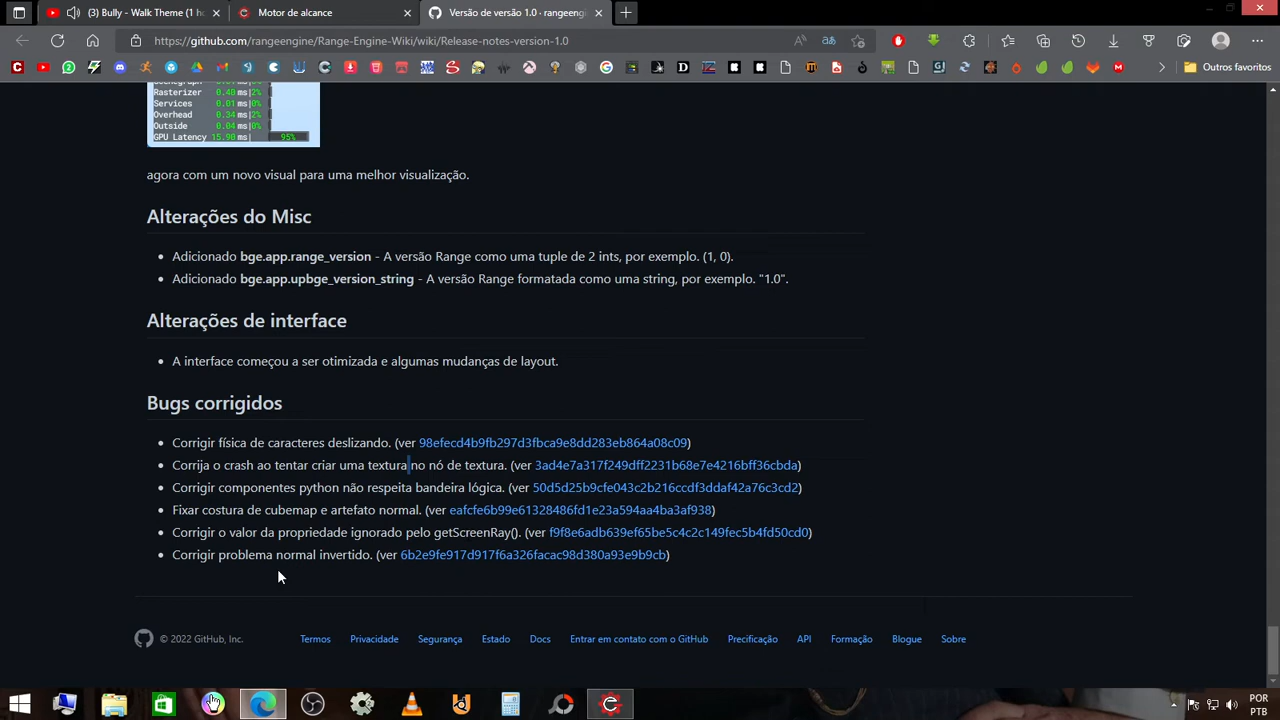 (3) Bully - Walk Theme (1 h
Motor de alcance
Versão de versão 1.0 · rangeengi
https://github.com/rangeengine/Range-Engine-Wiki/wiki/Release-notes-version-1.0
Outros favoritos
Rasterizer 0.40 ms|2%
Services 0.01 ms|0%
Overhead 0.34 ms|2%
Outside 0.04 ms|0%
GPU Latency 15.90 ms| 95%
agora com um novo visual para uma melhor visualização.
Alterações do Misc
Adicionado bge.app.range_version - A versão Range como uma tuple de 2 ints, por exemplo. (1, 0).
Adicionado bge.app.upbge_version_string - A versão Range formatada como uma string, por exemplo. "1.0".
Alterações de interface
A interface começou a ser otimizada e algumas mudanças de layout.
Bugs corrigidos
Corrigir física de caracteres deslizando. (ver 98efecd4b9fb297d3fbca9e8dd283eb864a08c09)
Corrija o crash ao tentar criar uma textura no nó de textura. (ver 3ad4e7a317f249dff2231b68e7e4216bff36cbda)
Corrigir componentes python não respeita bandeira lógica. (ver 50d5d25b9cfe043c2b216ccdf3ddaf42a76c3cd2)
Fixar costura de cubemap e artefato normal. (ver eafcfe6b99e61328486fd1e23a594aa4ba3af938)
Corrigir o valor da propriedade ignorado pelo getScreenRay(). (ver f9f8e6adb639ef65be5c4c2c149fec5b4fd50cd0)
Corrigir problema normal invertido. (ver 6b2e9fe917d917f6a326facac98d380a93e9b9cb)
© 2022 GitHub, Inc.
Termos
Privacidade
Segurança
Estado
Docs
Entrar em contato com o GitHub
Precificação
API
Formação
Blogue
Sobre
POR
PTB